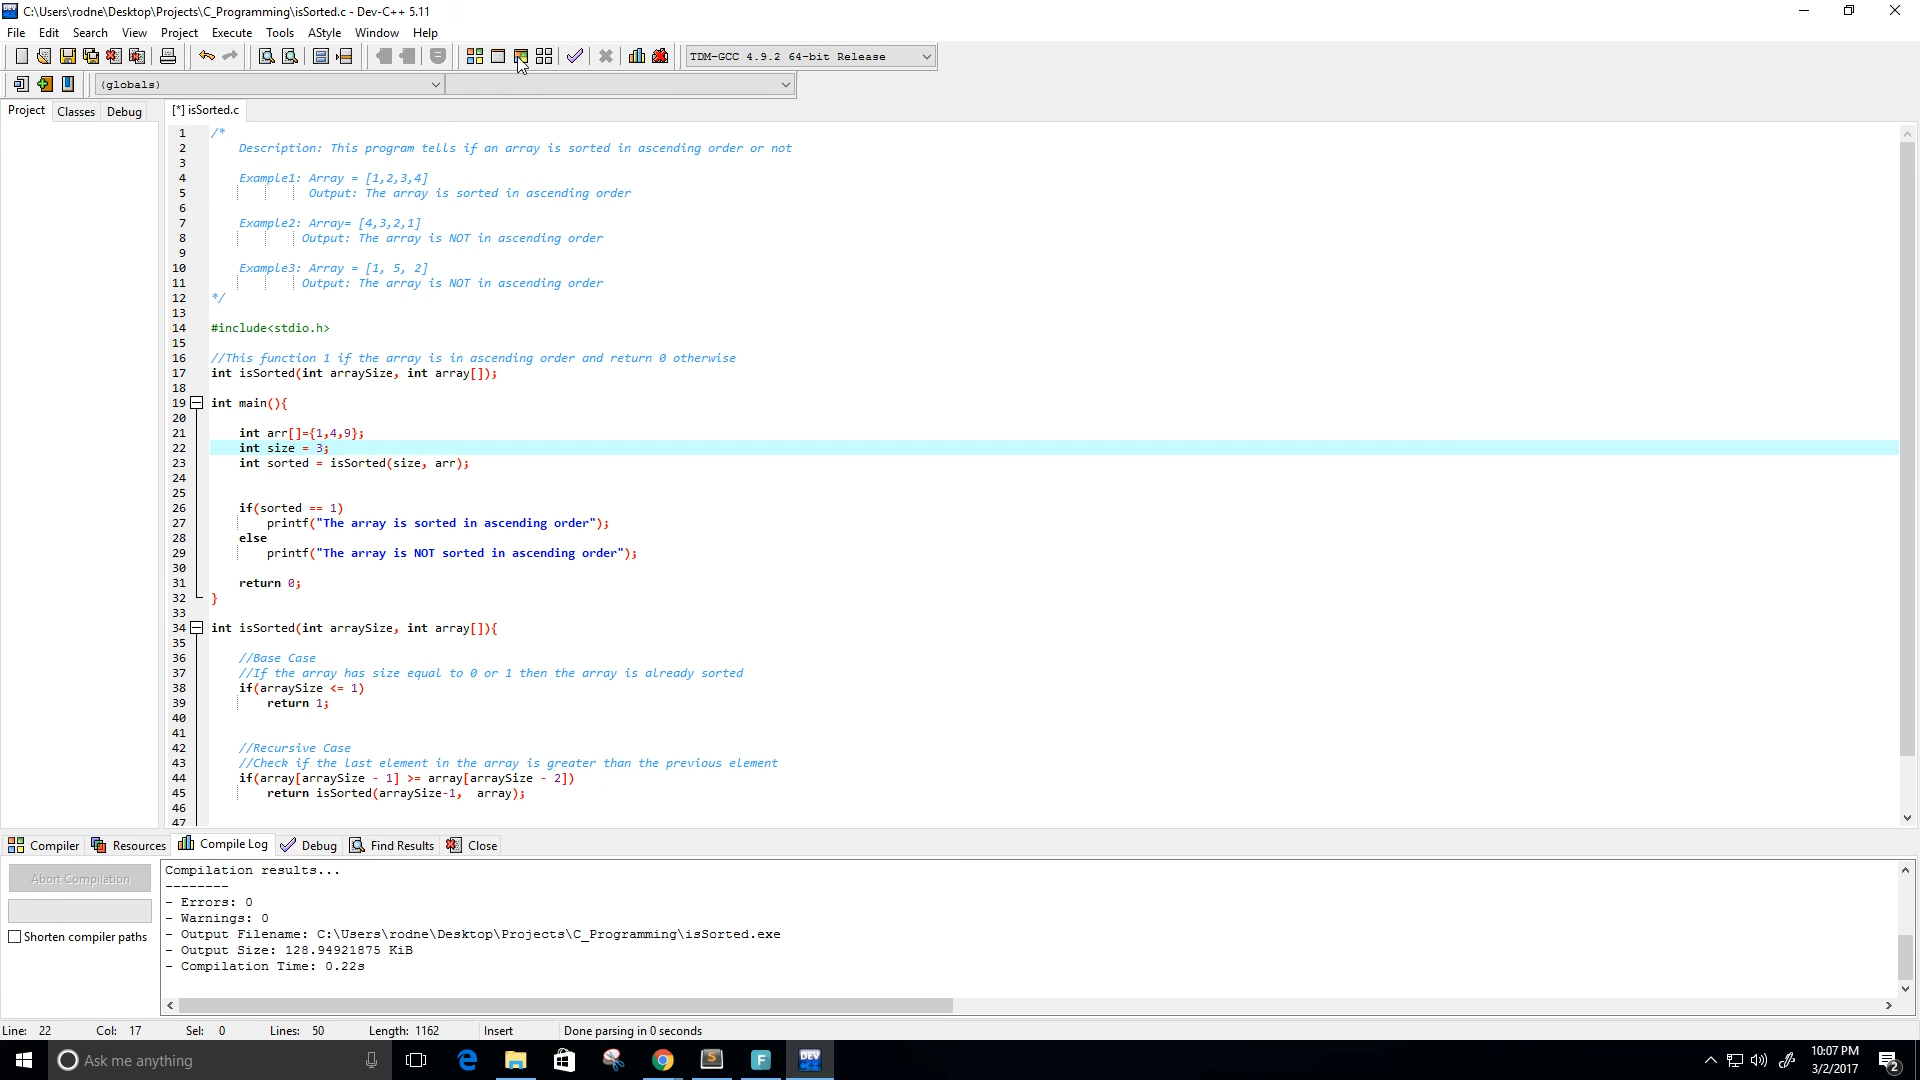 C:\Users\rodne\Desktop\Projects\C_Programming\isSorted.c - Dev-C++ 5.11
File Edit Search View Project Execute Tools AStyle Window Help
TDM-GCC 4.9.2 64-bit Release
(globals)
Project Classes Debug [*] isSorted.c
1 /*
2 Description: This program tells if an array is sorted in ascending order or not
3
4 Example1: Array = [1,2,3,4]
5 Output: The array is sorted in ascending order
6
7 Example2: Array= [4,3,2,1]
8 Output: The array is NOT in ascending order
9
10 Example3: Array = [1, 5, 2]
11 Output: The array is NOT in ascending order
12 */
13
14 #include<stdio.h>
15
16 //This function 1 if the array is in ascending order and return 0 otherwise
17 int isSorted(int arraySize, int array[]);
18
19 int main(){
20
21 int arr[]={1,4,9};
22 int size = 3;
23 int sorted = isSorted(size, arr);
24
25
26 if(sorted == 1)
27 printf("The array is sorted in ascending order");
28 else
29 printf("The array is NOT sorted in ascending order");
30
31 return 0;
32 }
33
34 int isSorted(int arraySize, int array[]){
35
36 //Base Case
37 //If the array has size equal to 0 or 1 then the array is already sorted
38 if(arraySize <= 1)
39 return 1;
40
41
42 //Recursive Case
43 //Check if the last element in the array is greater than the previous element
44 if(array[arraySize - 1] >= array[arraySize - 2])
45 return isSorted(arraySize-1, array);
46
47
Compiler Resources Compile Log Debug Find Results Close
Abort Compilation
Shorten compiler paths
Compilation results...
--------
- Errors: 0
- Warnings: 0
- Output Filename: C:\Users\rodne\Desktop\Projects\C_Programming\isSorted.exe
- Output Size: 128.94921875 KiB
- Compilation Time: 0.22s
Line: 22 Col: 17 Sel: 0 Lines: 50 Length: 1162 Insert Done parsing in 0 seconds
Ask me anything
DEV
10:07 PM
3/2/2017
2